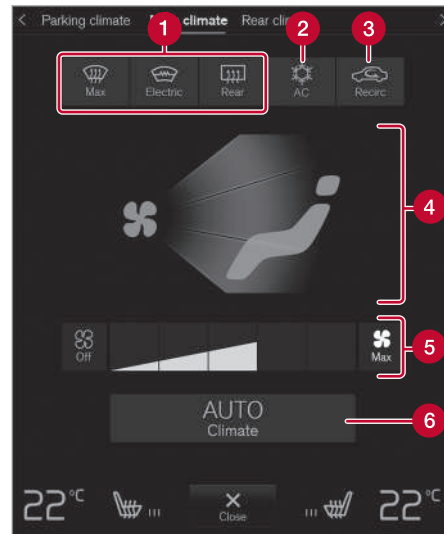 Parking climate climate Rear
1 2 3
Max Electric Rear AC Recirc
4
Off Max 5
AUTO 6
Climate
22°C Close 22°C